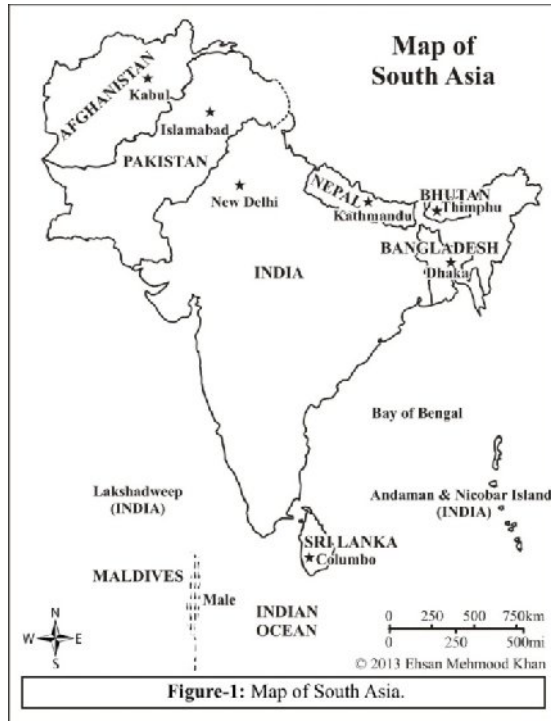 Map of
South Asia
AFGHANISTAN
Kabul
Islamabad
PAKISTAN
New Delhi
NEPAL
Kathmandu
BHUTAN
Thimphu
BANGLADESH
Dhaka
INDIA
Bay of Bengal
Lakshadweep
(INDIA)
Andaman & Nicobar Island
(INDIA)
SRI LANKA
Columbo
MALDIVES
Male
INDIAN
OCEAN
N
W E
S
0 250 500 750km
0 250 500mi
© 2013 Ehsan Mehmood Khan
Figure-1: Map of South Asia.